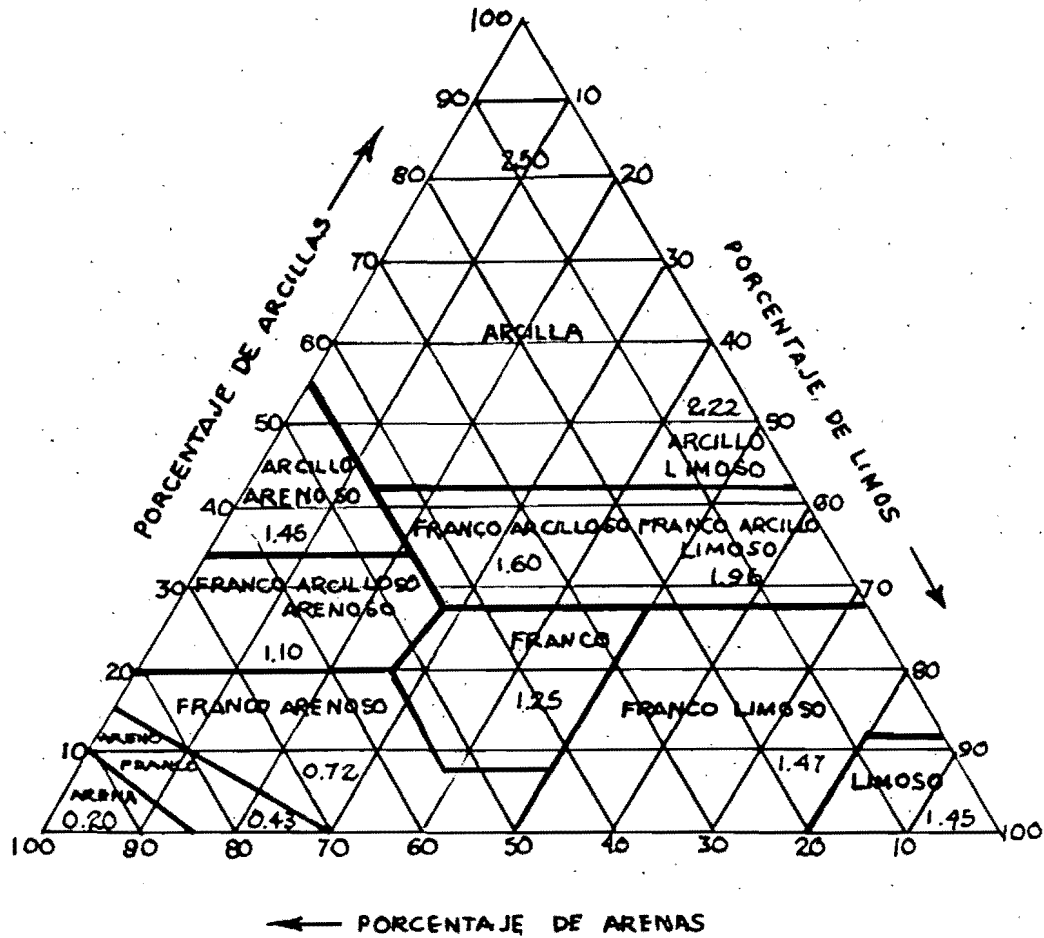 100
90 10
250
80 20
70 30
PORCENTAJE DE ARCILLAS
PORCENTAJE DE LIMOS
ARCILLA
60 40
2.22
50 50
ARCILLO
ARENOSO
ARCILLO
LIMOSO
40 60
1.46
FRANCO ARCILLOSO
1.60
FRANCO ARCILLO
LIMOSO
1.96
30 70
FRANCO ARCILLOSO
ARENOSO
1.10
FRANCO
1.25
20 80
FRANCO ARENOSO
0.72
FRANCO LIMOSO
1.47
10 90
ARENO
FRANCO
0.43
ARENA
0.20
LIMOSO
1.45
100 90 80 70 60 50 40 30 20 10 100
PORCENTAJE DE ARENAS